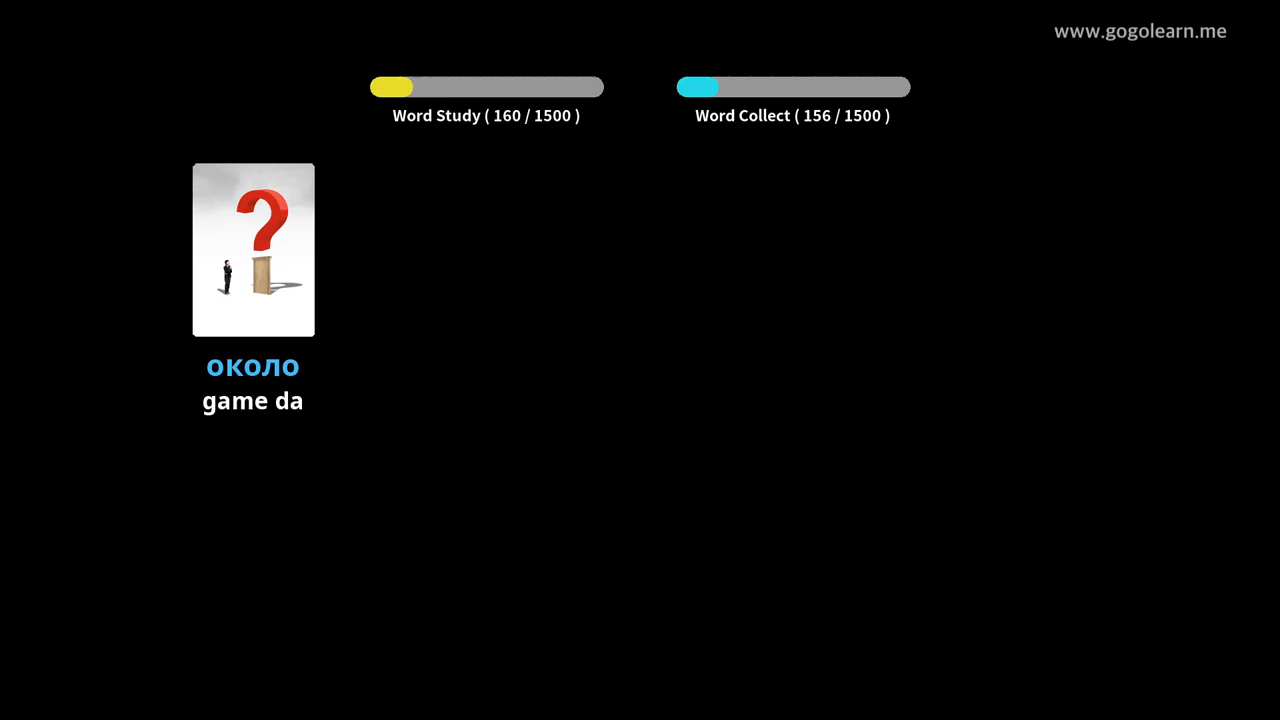 www.gogolearn.me
Word Study ( 160 / 1500 )
Word Collect ( 156 / 1500 )
около
game da